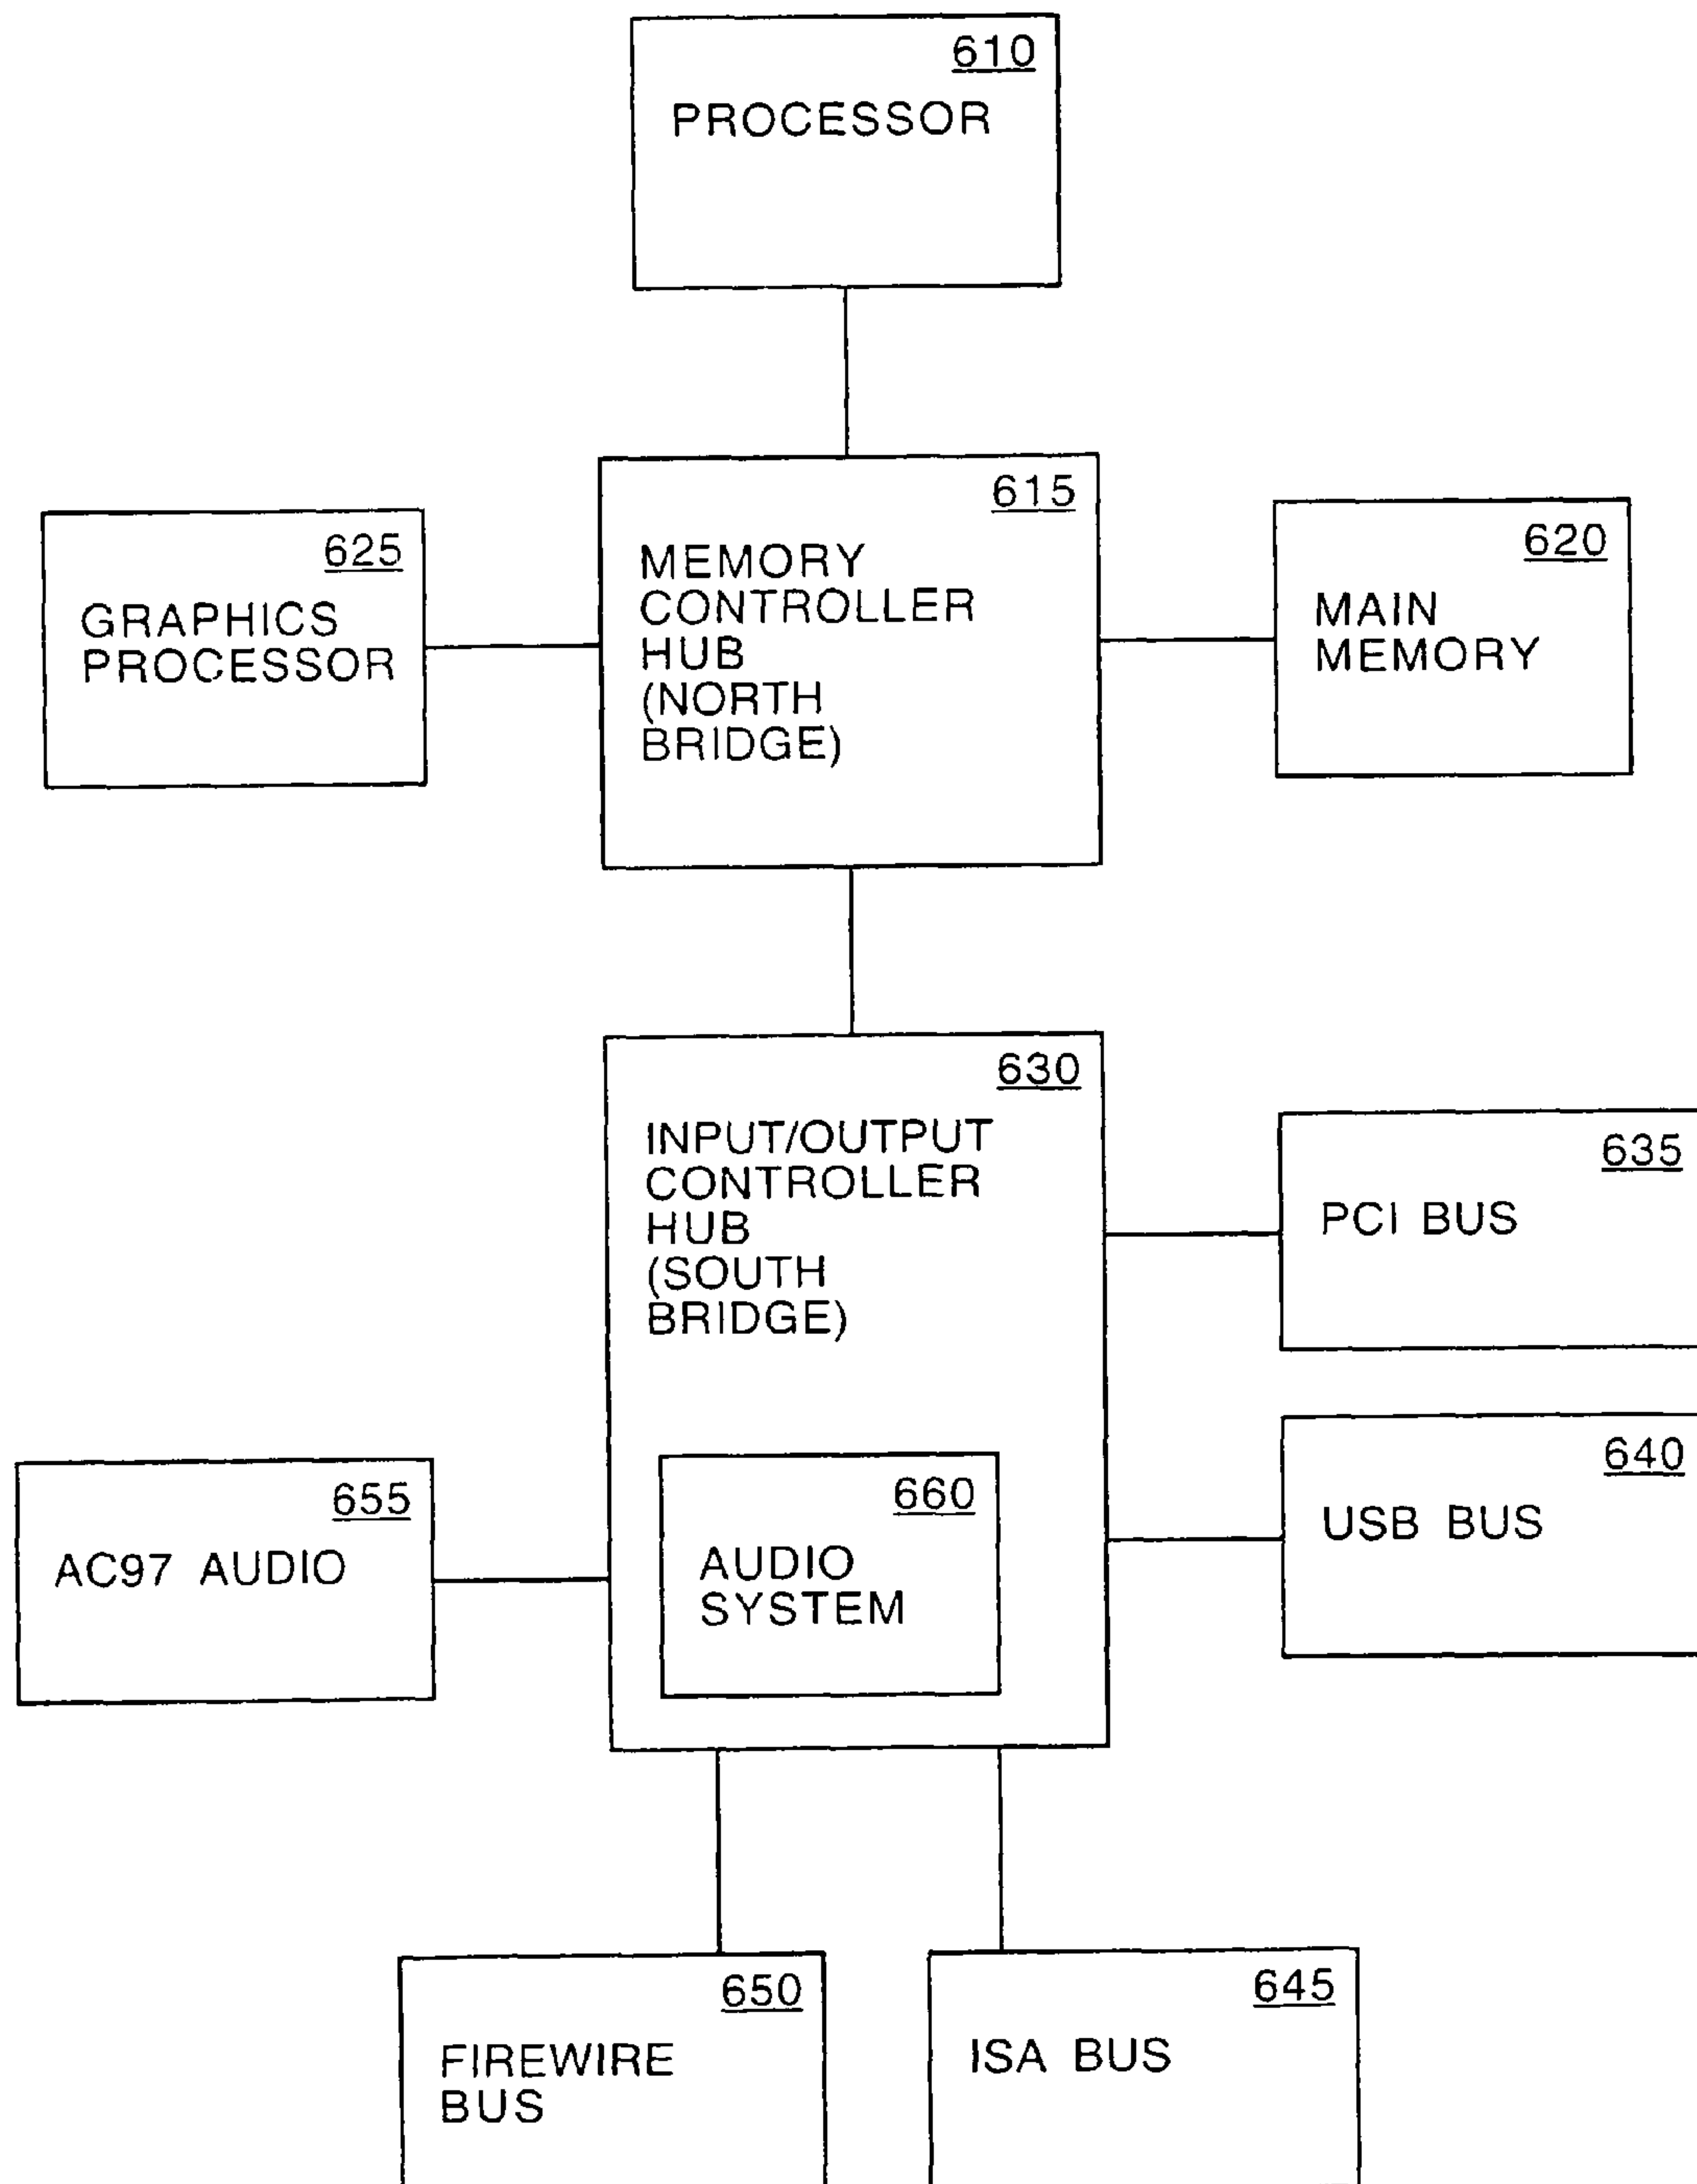 610
PROCESSOR
615
MEMORY
CONTROLLER
HUB
(NORTH
BRIDGE)
625
GRAPHICS
PROCESSOR
620
MAIN
MEMORY
630
INPUT/OUTPUT
CONTROLLER
HUB
(SOUTH
BRIDGE)
635
PCI BUS
640
USB BUS
655
AC97 AUDIO
660
AUDIO
SYSTEM
650
FIREWIRE
BUS
645
ISA BUS